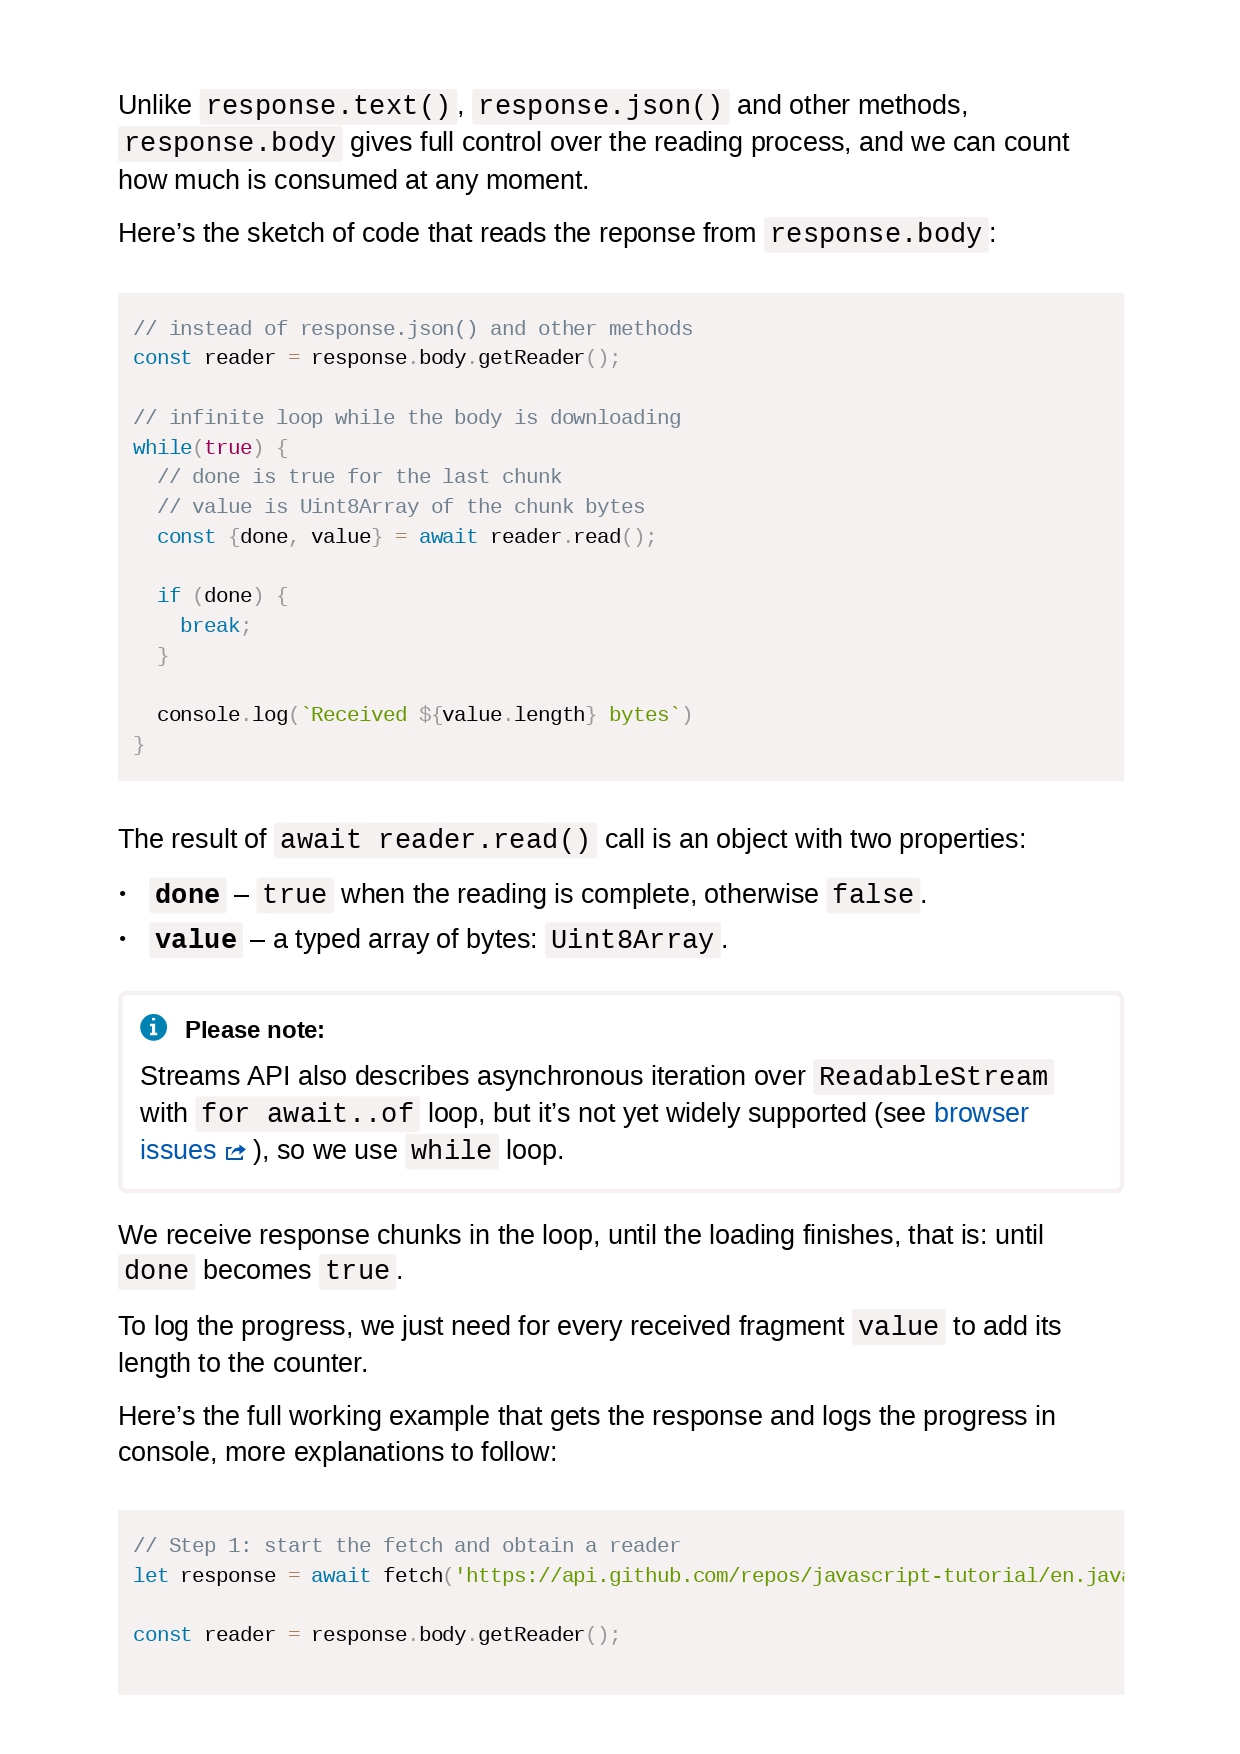 Unlike response.text(), response.json() and other methods,
response.body gives full control over the reading process, and we can count
how much is consumed at any moment.
Here’s the sketch of code that reads the reponse from response.body:
// instead of response.json() and other methods
const reader = response.body.getReader();
// infinite loop while the body is downloading
while(true) {
  // done is true for the last chunk
  // value is Uint8Array of the chunk bytes
  const {done, value} = await reader.read();
  if (done) {
    break;
  }
  console.log(`Received ${value.length} bytes`)
}
The result of await reader.read() call is an object with two properties:
• done – true when the reading is complete, otherwise false.
• value – a typed array of bytes: Uint8Array.
Please note:
Streams API also describes asynchronous iteration over ReadableStream
with for await..of loop, but it’s not yet widely supported (see browser
issues ), so we use while loop.
We receive response chunks in the loop, until the loading finishes, that is: until
done becomes true.
To log the progress, we just need for every received fragment value to add its
length to the counter.
Here’s the full working example that gets the response and logs the progress in
console, more explanations to follow:
// Step 1: start the fetch and obtain a reader
let response = await fetch('https://api.github.com/repos/javascript-tutorial/en.java
const reader = response.body.getReader();